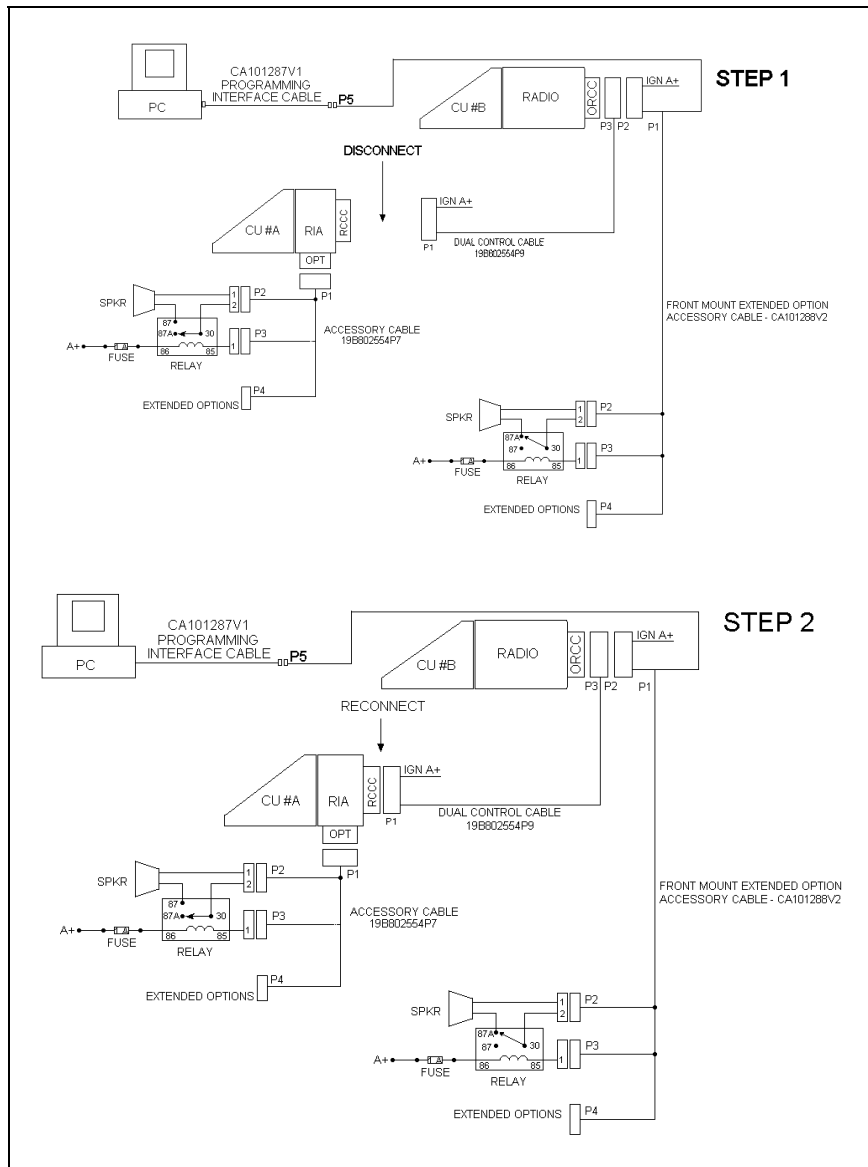 STEP 1
CA101287V1
PROGRAMMING
INTERFACE CABLE
PC
P5
CU #B
RADIO
ORCC
P3
P2
IGN A+
P1
DISCONNECT
CU #A
RIA
RCCC
OPT
P1
IGN A+
P1
DUAL CONTROL CABLE
19B802554P9
SPKR
1
2
P2
87
87A
30
86
85
1
P3
A+
FUSE
RELAY
ACCESSORY CABLE
19B802554P7
P4
EXTENDED OPTIONS
FRONT MOUNT EXTENDED OPTION
ACCESSORY CABLE - CA101288V2
SPKR
1
2
P2
87A
87
30
86
85
1
P3
A+
FUSE
RELAY
EXTENDED OPTIONS
P4
STEP 2
CA101287V1
PROGRAMMING
INTERFACE CABLE
PC
P5
CU #B
RADIO
ORCC
P3
P2
IGN A+
P1
RECONNECT
CU #A
RIA
RCCC
IGN A+
P1
OPT
P1
DUAL CONTROL CABLE
19B802554P9
SPKR
1
2
P2
87
87A
30
86
85
1
P3
A+
FUSE
RELAY
ACCESSORY CABLE
19B802554P7
P4
EXTENDED OPTIONS
FRONT MOUNT EXTENDED OPTION
ACCESSORY CABLE - CA101288V2
SPKR
1
2
P2
87A
87
30
86
85
1
P3
A+
FUSE
RELAY
EXTENDED OPTIONS
P4